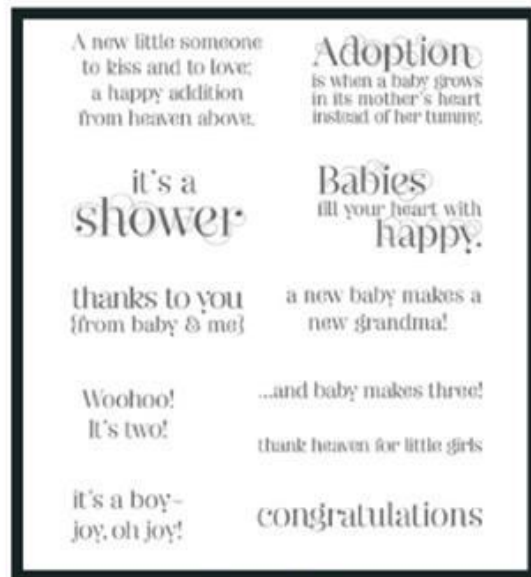 A new little someone
to kiss and to love;
a happy addition
from heaven above.
Adoption
is when a baby grows
in its mother's heart
instead of her tummy.
it's a
shower
Babies
fill your heart with
happy.
thanks to you
{from baby & me}
a new baby makes a
new grandma!
Woohoo!
It's two!
...and baby makes three!
thank heaven for little girls
it's a boy-
joy, oh joy!
congratulations